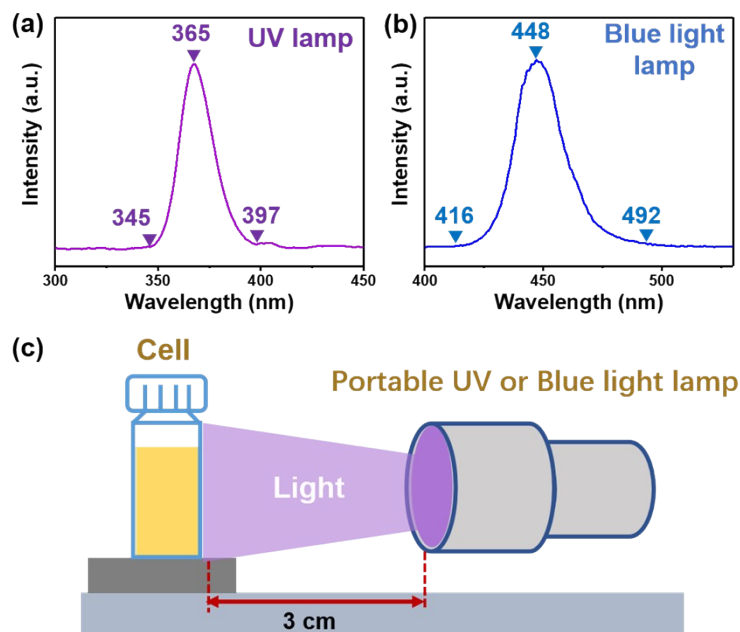 (a)
365
UV lamp
345
397
Intensity (a.u.)
300
350
400
450
Wavelength (nm)
(b)
448
Blue light
lamp
416
492
Intensity (a.u.)
400
450
500
Wavelength (nm)
(c)
Cell
Portable UV or Blue light lamp
Light
3 cm